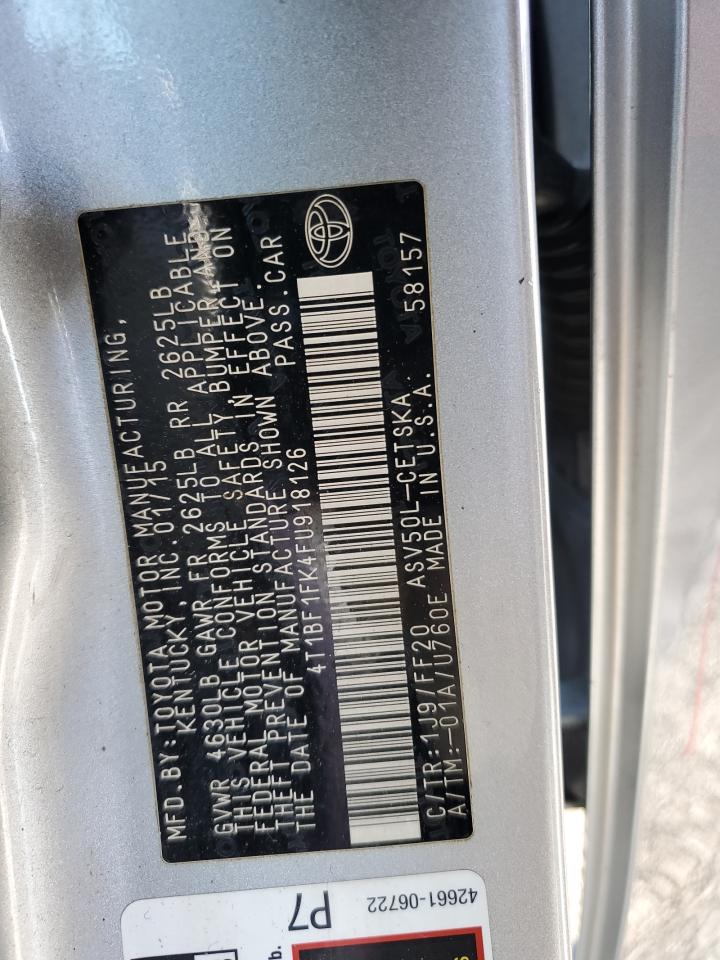 MFD.BY:TOYOTA MOTOR MANUFACTURING,
KENTUCKY, INC. 01/15
GVWR 4630LB GAWR FR 2625LB RR 2625LB
THIS VEHICLE CONFORMS TO ALL APPLICABLE
FEDERAL MOTOR VEHICLE SAFETY, BUMPER, AND
THEFT PREVENTION STANDARDS IN EFFECT ON
THE DATE OF MANUFACTURE SHOWN ABOVE.
4T1BF1FK4FU918126 PASS.CAR
C/TR:1J9/FF20 ASV50L-CETSKA
A/TM:-01A/U760E MADE IN U.S.A. 58157
42661-06722
P7